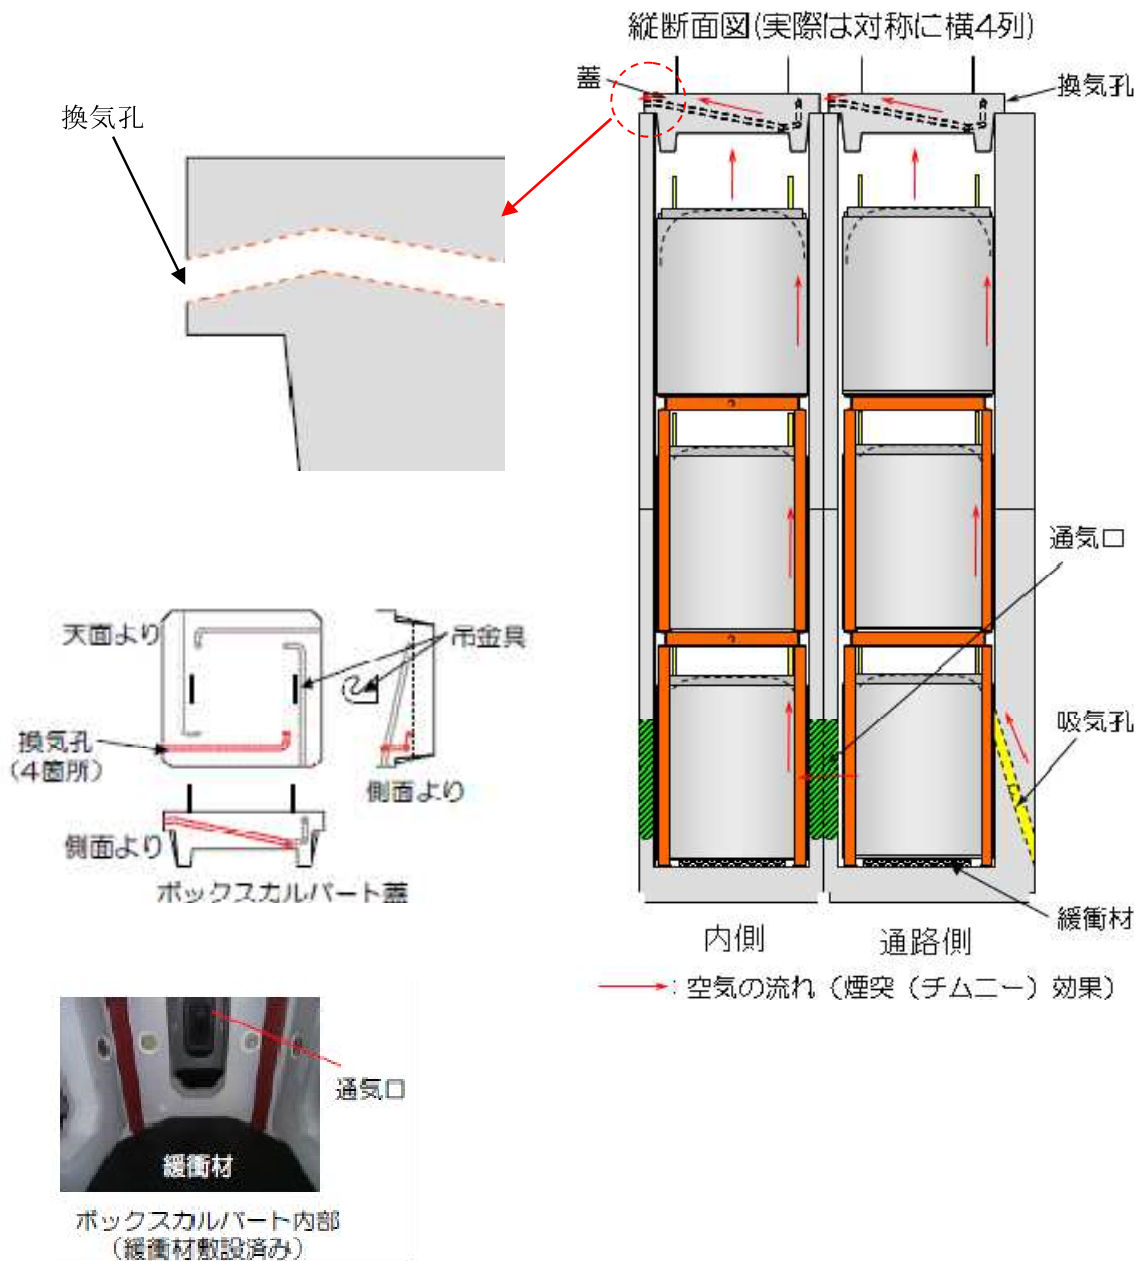 縦断面図(実際は対称に横4列)
蓋
換気孔
換気孔
通気口
天面より
吊金具
換気孔
(4箇所)
側面より
側面より
ボックスカルバート蓋
吸気孔
緩衝材
内側
通路側
:空気の流れ(煙突(チムニー)効果)
通気口
緩衝材
ボックスカルバート内部
(緩衝材敷設済み)